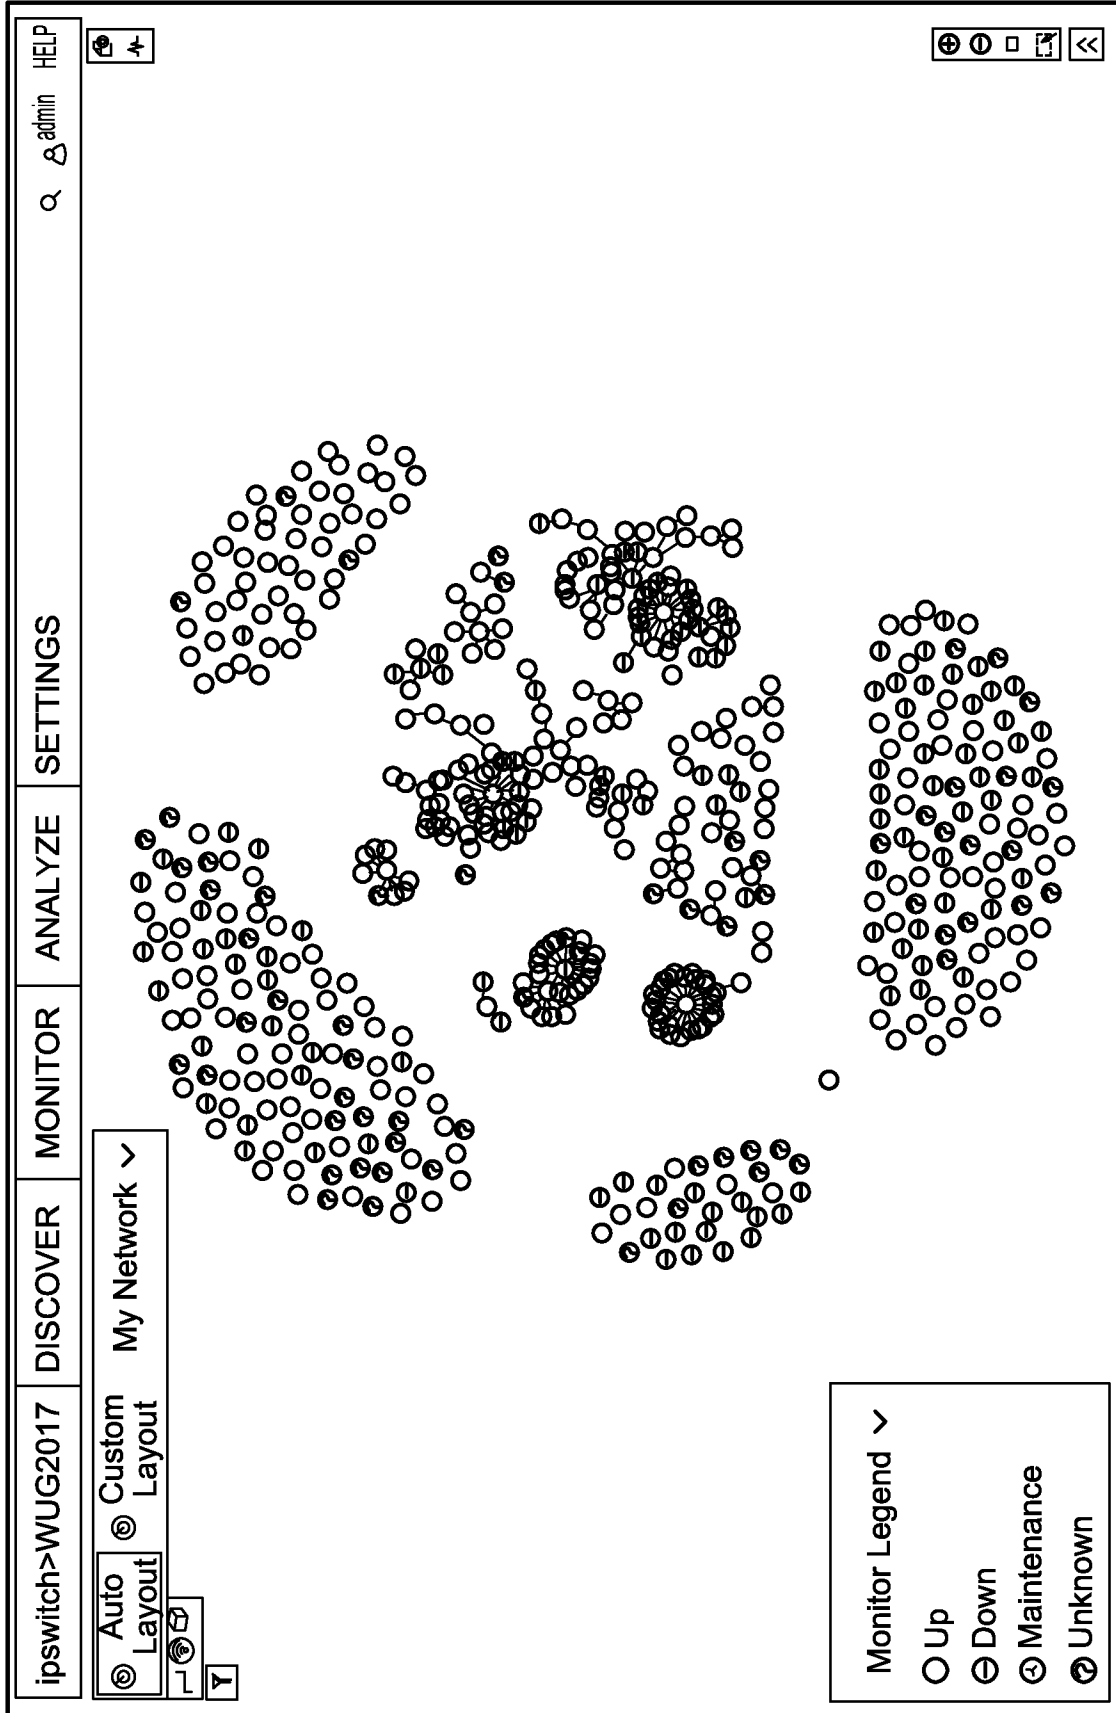 ipswitch>WUG2017
DISCOVER
MONITOR
ANALYZE
SETTINGS
admin
HELP
Auto
Layout
Custom
Layout
My Network
Monitor Legend
Up
Down
Maintenance
Unknown